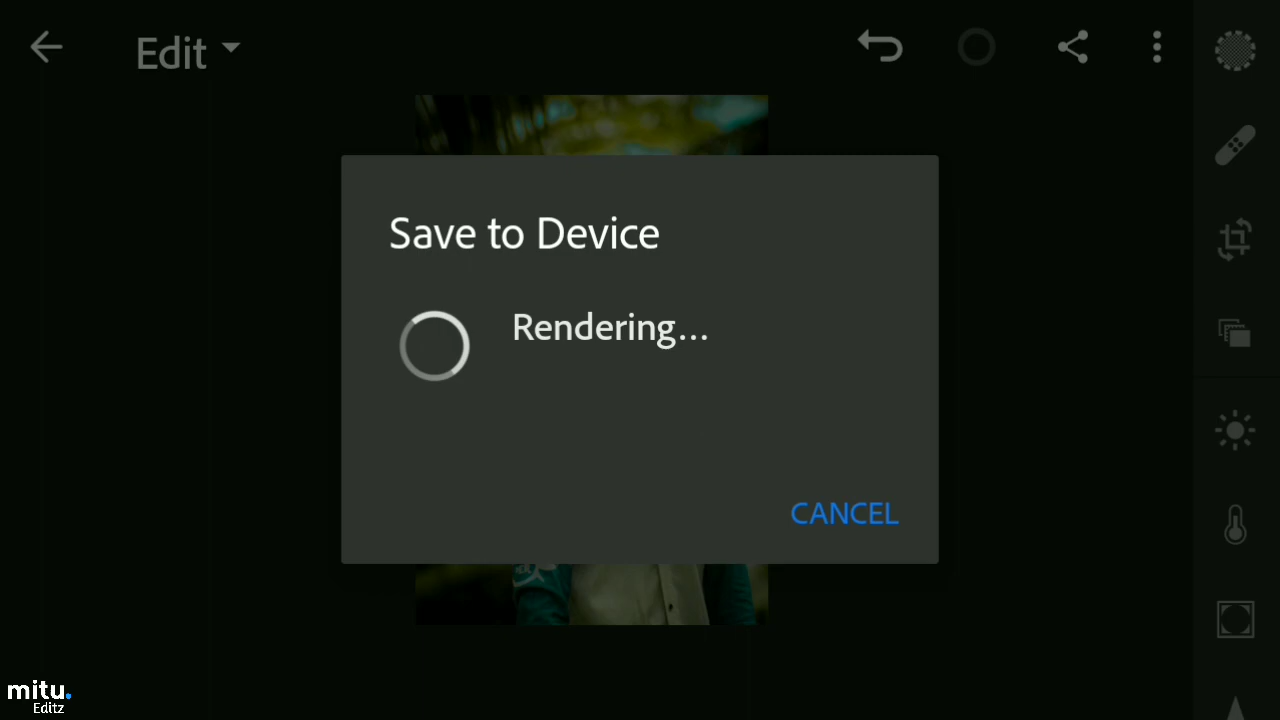 Edit
Save to Device
Rendering...
CANCEL
mitu.
Editz